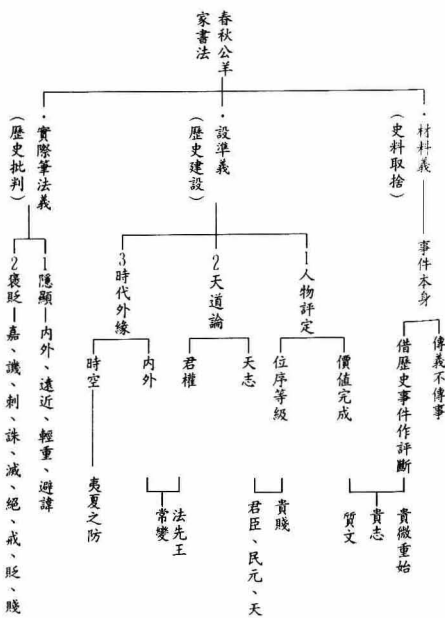 春秋公羊
家書法
．材料義
（史料取捨）
事件本身
傳義不傳事
借歷史事件作評斷
貴微重始
貴志
質文
．設準義
（歷史建設）
1人物評定
價值完成
位序等級
貴賤
君臣、民元、天
2天道論
天志
君權
法先王
常變
3時代外緣
內外
時空
夷夏之防
．實際筆法義
（歷史批判）
1隱顯—內外、遠近、輕重、避諱
2褒貶—嘉、譏、刺、誅、滅、絕、戒、貶、賤